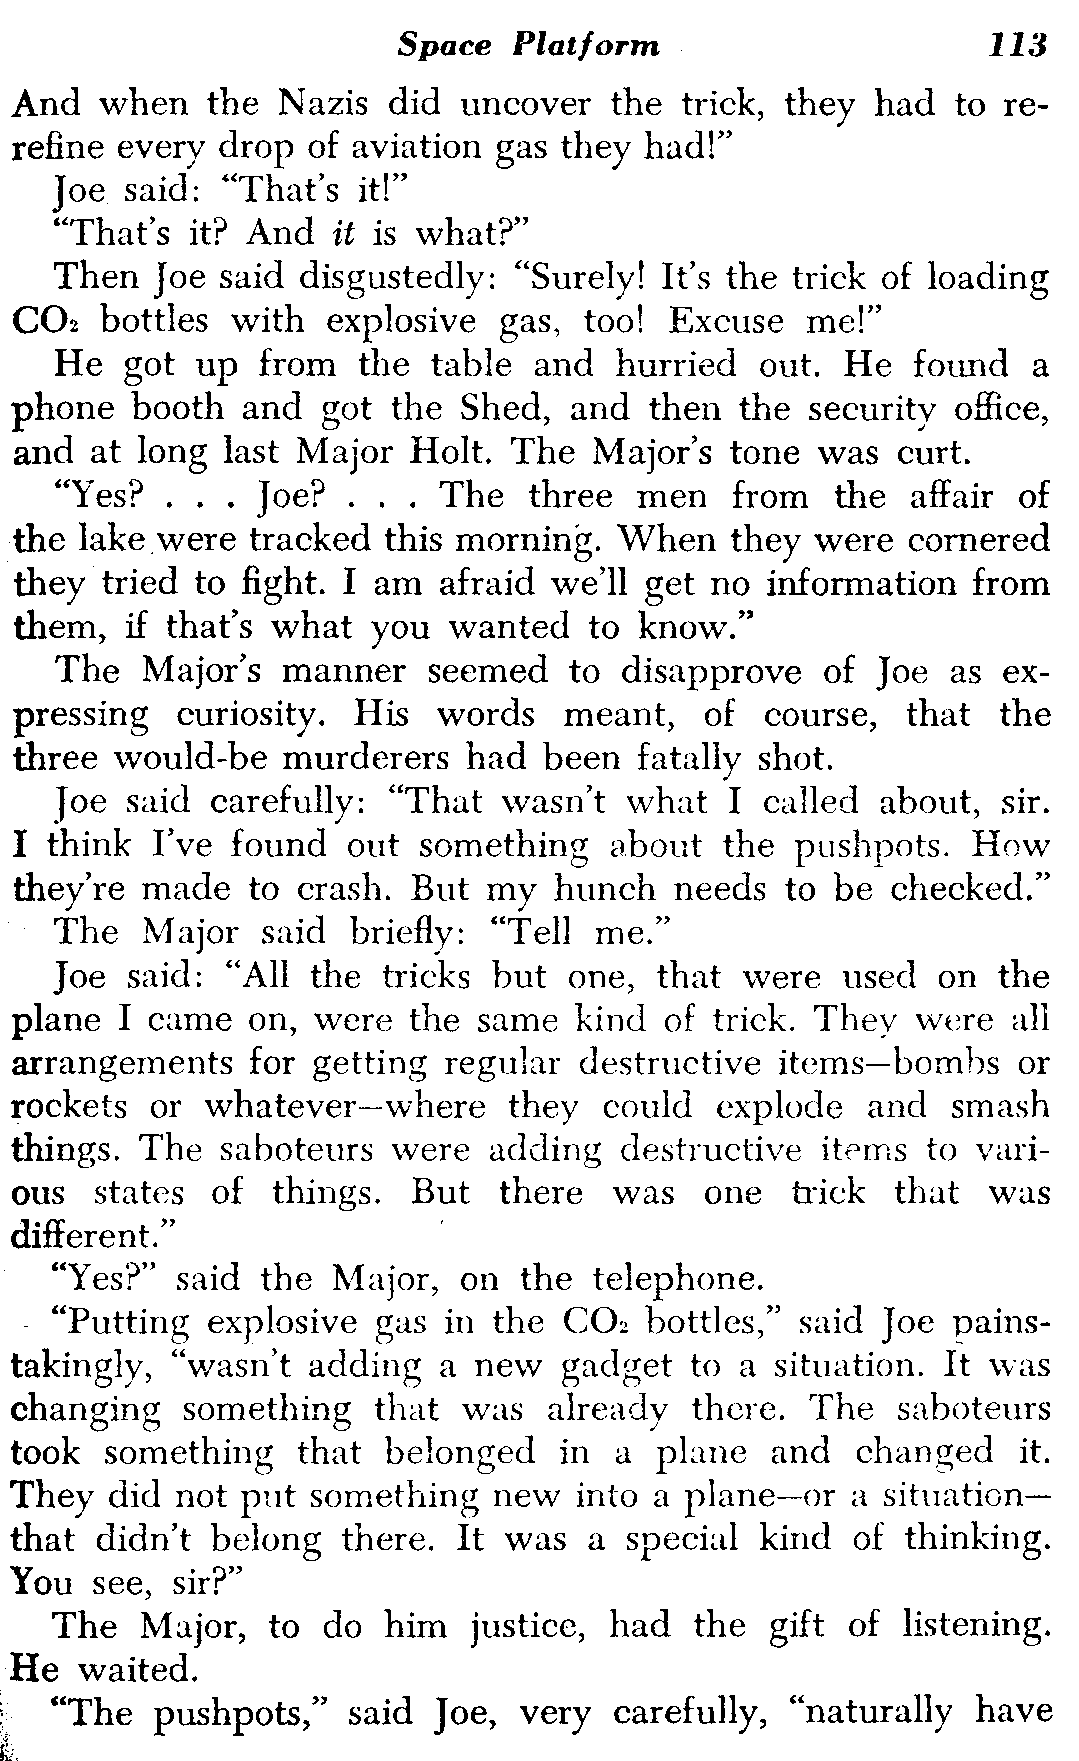 Space Platform 113
And when the Nazis did uncover the trick, they had to re-
refine every drop of aviation gas they had!”
Joe said: “That’s it!”
“That’s it? And it is what?”
Then Joe said disgustedly: “Surely! It’s the trick of loading
CO₂ bottles with explosive gas, too! Excuse me!”
He got up from the table and hurried out. He found a
phone booth and got the Shed, and then the security office,
and at long last Major Holt. The Major’s tone was curt.
“Yes? . . . Joe? . . . The three men from the affair of
the lake were tracked this morning. When they were cornered
they tried to fight. I am afraid we’ll get no information from
them, if that’s what you wanted to know.”
The Major’s manner seemed to disapprove of Joe as ex-
pressing curiosity. His words meant, of course, that the
three would-be murderers had been fatally shot.
Joe said carefully: “That wasn’t what I called about, sir.
I think I’ve found out something about the pushpots. How
they’re made to crash. But my hunch needs to be checked.”
The Major said briefly: “Tell me.”
Joe said: “All the tricks but one, that were used on the
plane I came on, were the same kind of trick. They were all
arrangements for getting regular destructive items—bombs or
rockets or whatever—where they could explode and smash
things. The saboteurs were adding destructive items to vari-
ous states of things. But there was one trick that was
different.”
“Yes?” said the Major, on the telephone.
“Putting explosive gas in the CO₂ bottles,” said Joe pains-
takingly, “wasn’t adding a new gadget to a situation. It was
changing something that was already there. The saboteurs
took something that belonged in a plane and changed it.
They did not put something new into a plane—or a situation—
that didn’t belong there. It was a special kind of thinking.
You see, sir?”
The Major, to do him justice, had the gift of listening.
He waited.
“The pushpots,” said Joe, very carefully, “naturally have